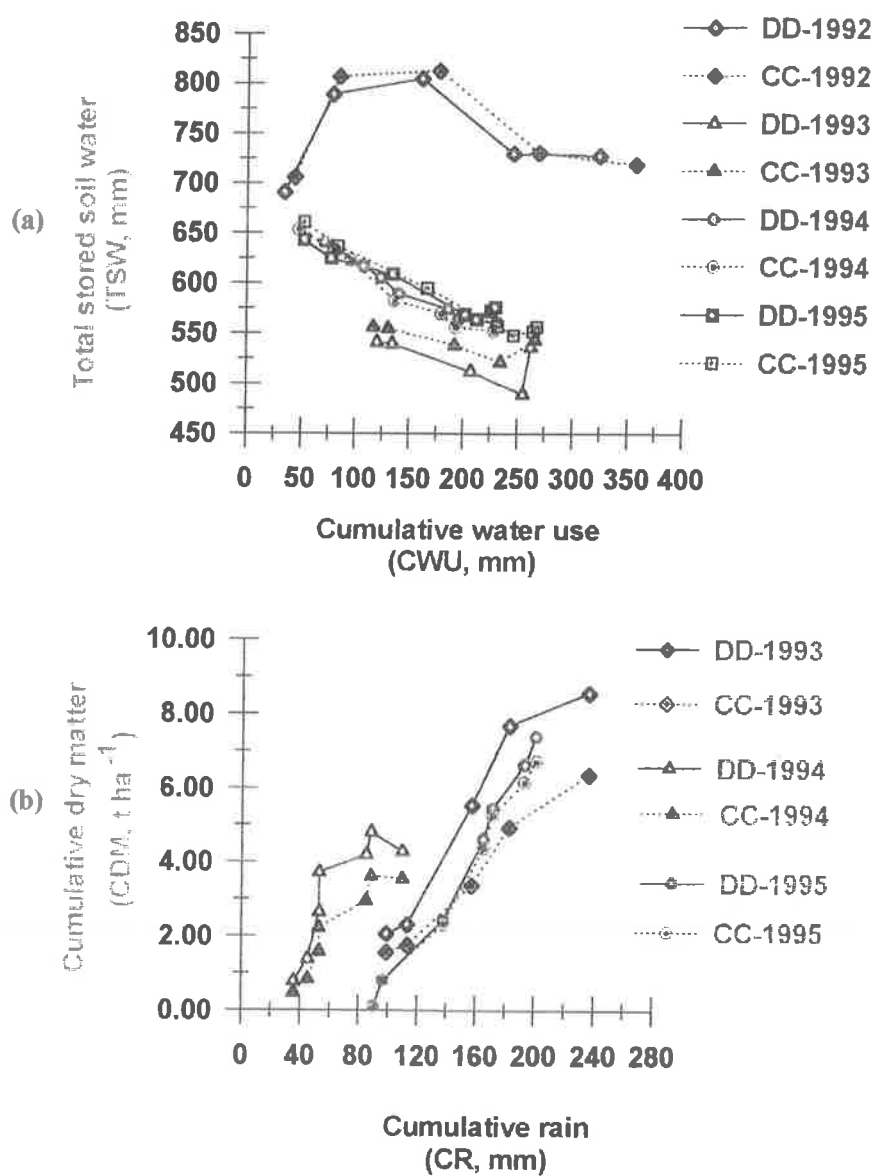 850
800
750
700
650
600
550
500
450
(a)
Total stored soil water
(TSW, mm)
0 50 100 150 200 250 300 350 400
Cumulative water use
(CWU, mm)
DD-1992
CC-1992
DD-1993
CC-1993
DD-1994
CC-1994
DD-1995
CC-1995
10.00
8.00
6.00
4.00
2.00
0.00
(b)
Cumulative dry matter
(CDM, t ha -1)
0 40 80 120 160 200 240 280
Cumulative rain
(CR, mm)
DD-1993
CC-1993
DD-1994
CC-1994
DD-1995
CC-1995